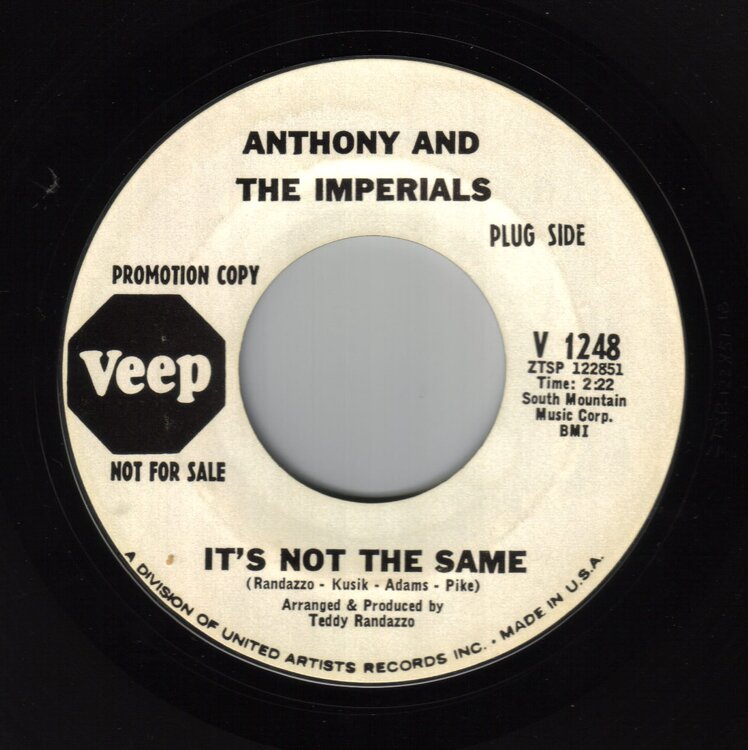 ANTHONY AND
THE IMPERIALS
PLUG SIDE
PROMOTION COPY
Veep
NOT FOR SALE
V 1248
ZTSP 122851
Time: 2:22
South Mountain
Music Corp.
BMI
IT'S NOT THE SAME
(Randazzo - Kusik - Adams - Pike)
Arranged & Produced by
Teddy Randazzo
A DIVISION OF UNITED ARTISTS RECORDS INC. • MADE IN U.S.A.